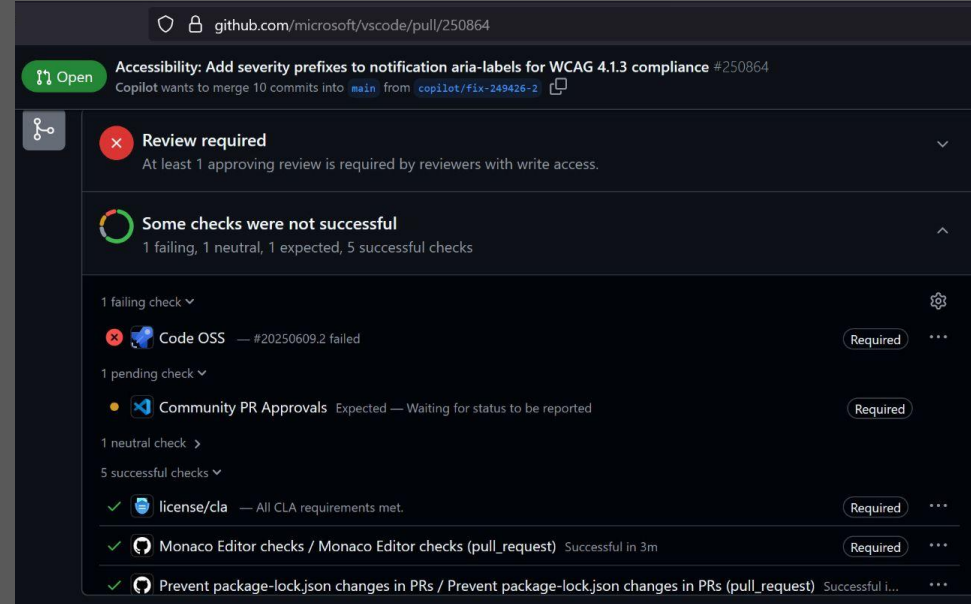 github.com/microsoft/vscode/pull/250864
Open
Accessibility: Add severity prefixes to notification aria-labels for WCAG 4.1.3 compliance #250864
Copilot wants to merge 10 commits into main from copilot/fix-249426-2
Review required
At least 1 approving review is required by reviewers with write access.
Some checks were not successful
1 failing, 1 neutral, 1 expected, 5 successful checks
1 failing check
Code OSS — #20250609.2 failed Required
1 pending check
Community PR Approvals Expected — Waiting for status to be reported Required
1 neutral check
5 successful checks
license/cla — All CLA requirements met. Required
Monaco Editor checks / Monaco Editor checks (pull_request) Successful in 3m Required
Prevent package-lock.json changes in PRs / Prevent package-lock.json changes in PRs (pull_request) Successful i...